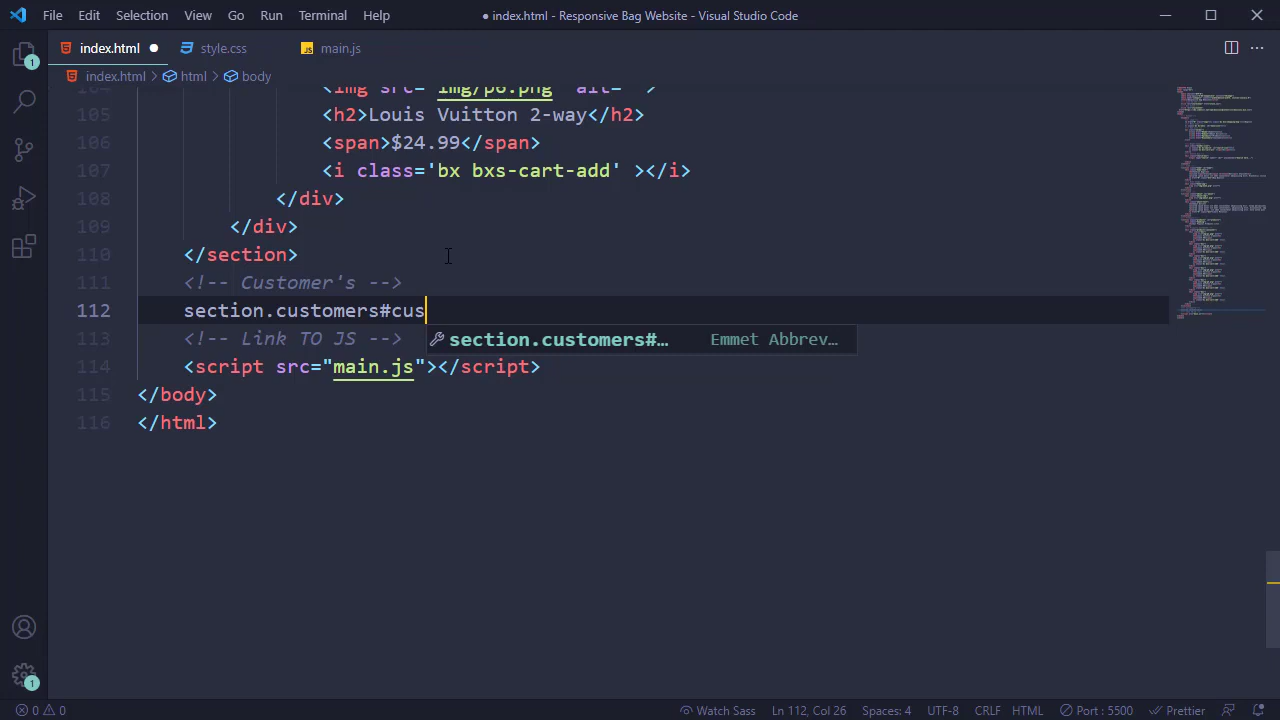 File Edit Selection View Go Run Terminal Help ● index.html - Responsive Bag Website - Visual Studio Code
index.html ● style.css JS main.js
index.html > html > body
104 <img src="img/p6.png" alt="">
105 <h2>Louis Vuitton 2-way</h2>
106 <span>$24.99</span>
107 <i class='bx bxs-cart-add' ></i>
108 </div>
109 </div>
110 </section>
111 <!-- Customer's -->
112 section.customers#cus
113 <!-- Link TO JS -->
section.customers#… Emmet Abbrev…
114 <script src="main.js"></script>
115 </body>
116 </html>
1
1
0 0 Watch Sass Ln 112, Col 26 Spaces: 4 UTF-8 CRLF HTML Port : 5500 Prettier